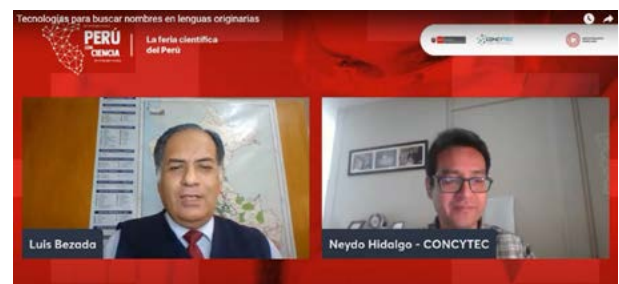 Tecnologías para buscar nombres en lenguas originarias
PERÚ
CON CIENCIA
La feria científica
del Perú
CONCYTEC
Luis Bezada
Neydo Hidalgo - CONCYTEC